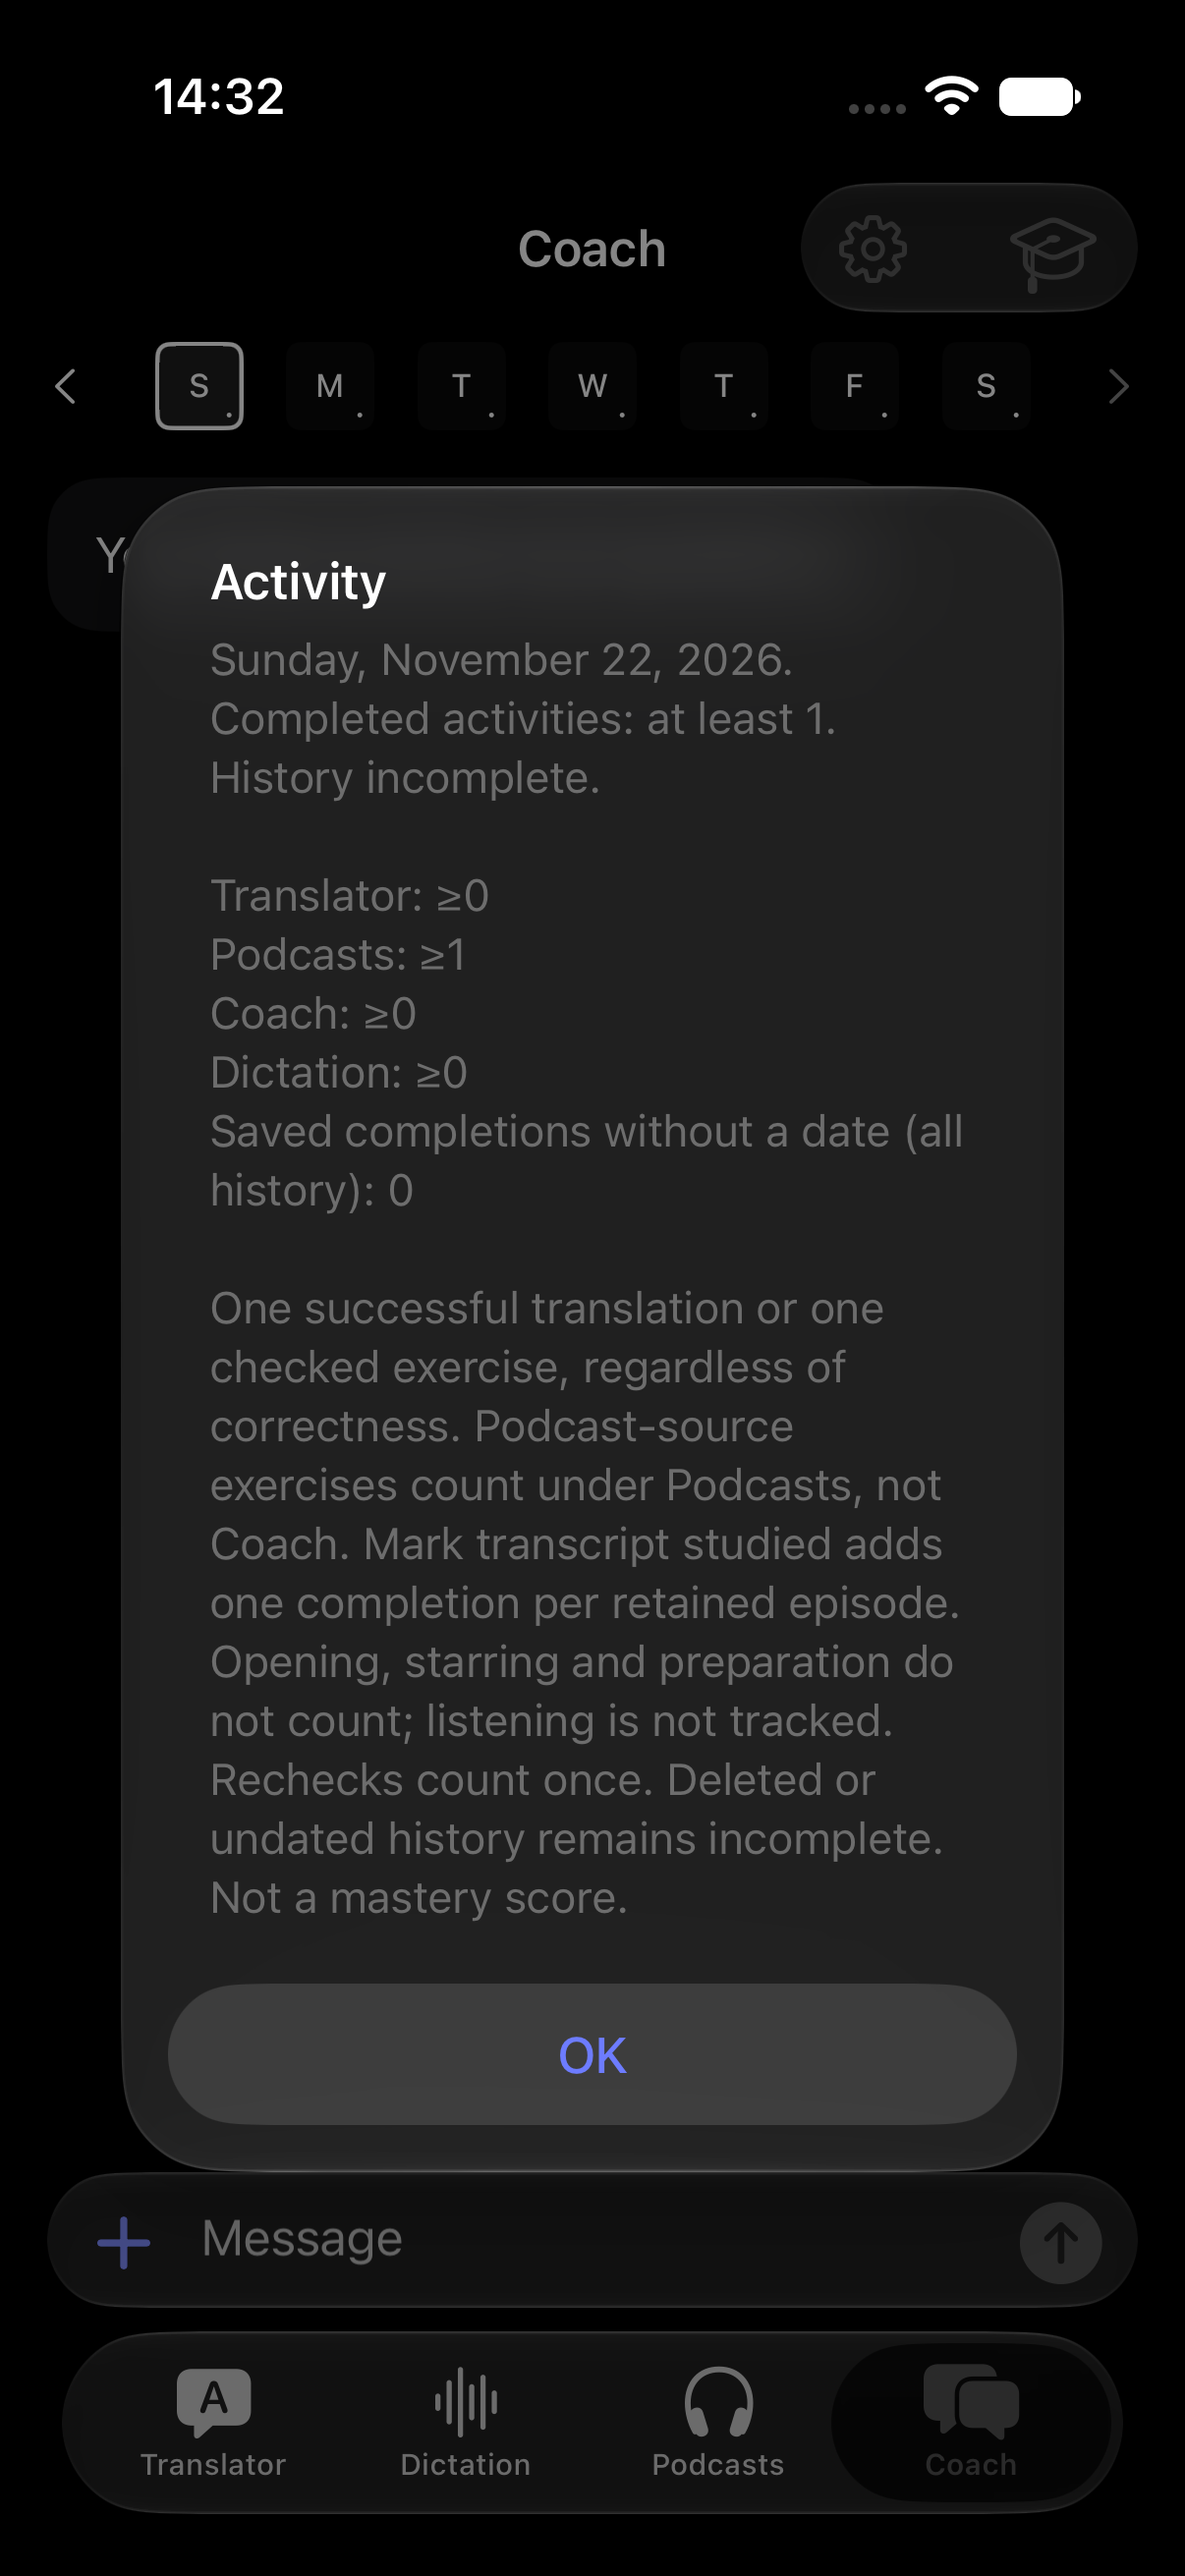 14:32
Coach
S M T W T F S
Activity
Sunday, November 22, 2026.
Completed activities: at least 1.
History incomplete.
Translator: ≥0
Podcasts: ≥1
Coach: ≥0
Dictation: ≥0
Saved completions without a date (all
history): 0
One successful translation or one
checked exercise, regardless of
correctness. Podcast-source
exercises count under Podcasts, not
Coach. Mark transcript studied adds
one completion per retained episode.
Opening, starring and preparation do
not count; listening is not tracked.
Rechecks count once. Deleted or
undated history remains incomplete.
Not a mastery score.
OK
Message
A
Translator Dictation Podcasts Coach